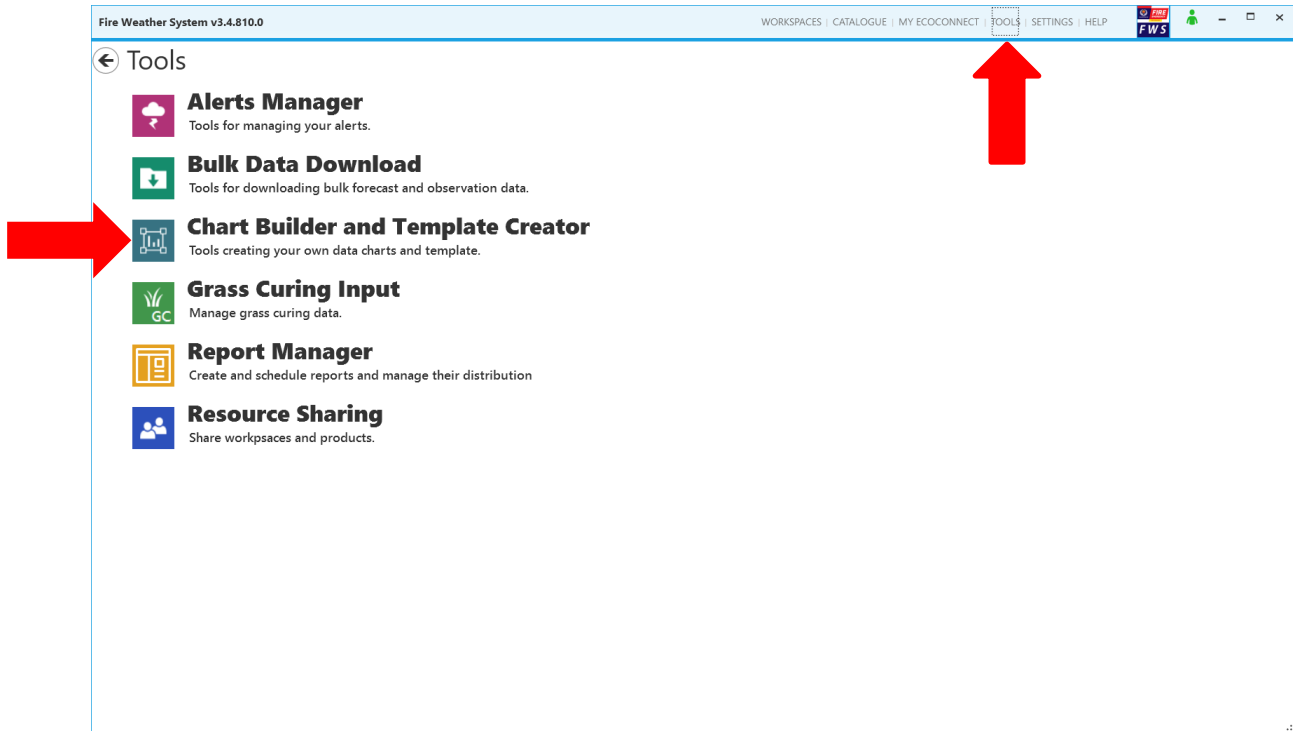 Fire Weather System v3.4.810.0
WORKSPACES | CATALOGUE | MY ECOCONNECT | TOOLS | SETTINGS | HELP
FIRE
FWS
Tools
Alerts Manager
Tools for managing your alerts.
Bulk Data Download
Tools for downloading bulk forecast and observation data.
Chart Builder and Template Creator
Tools creating your own data charts and template.
Grass Curing Input
GC
Manage grass curing data.
Report Manager
Create and schedule reports and manage their distribution
Resource Sharing
Share workpsaces and products.